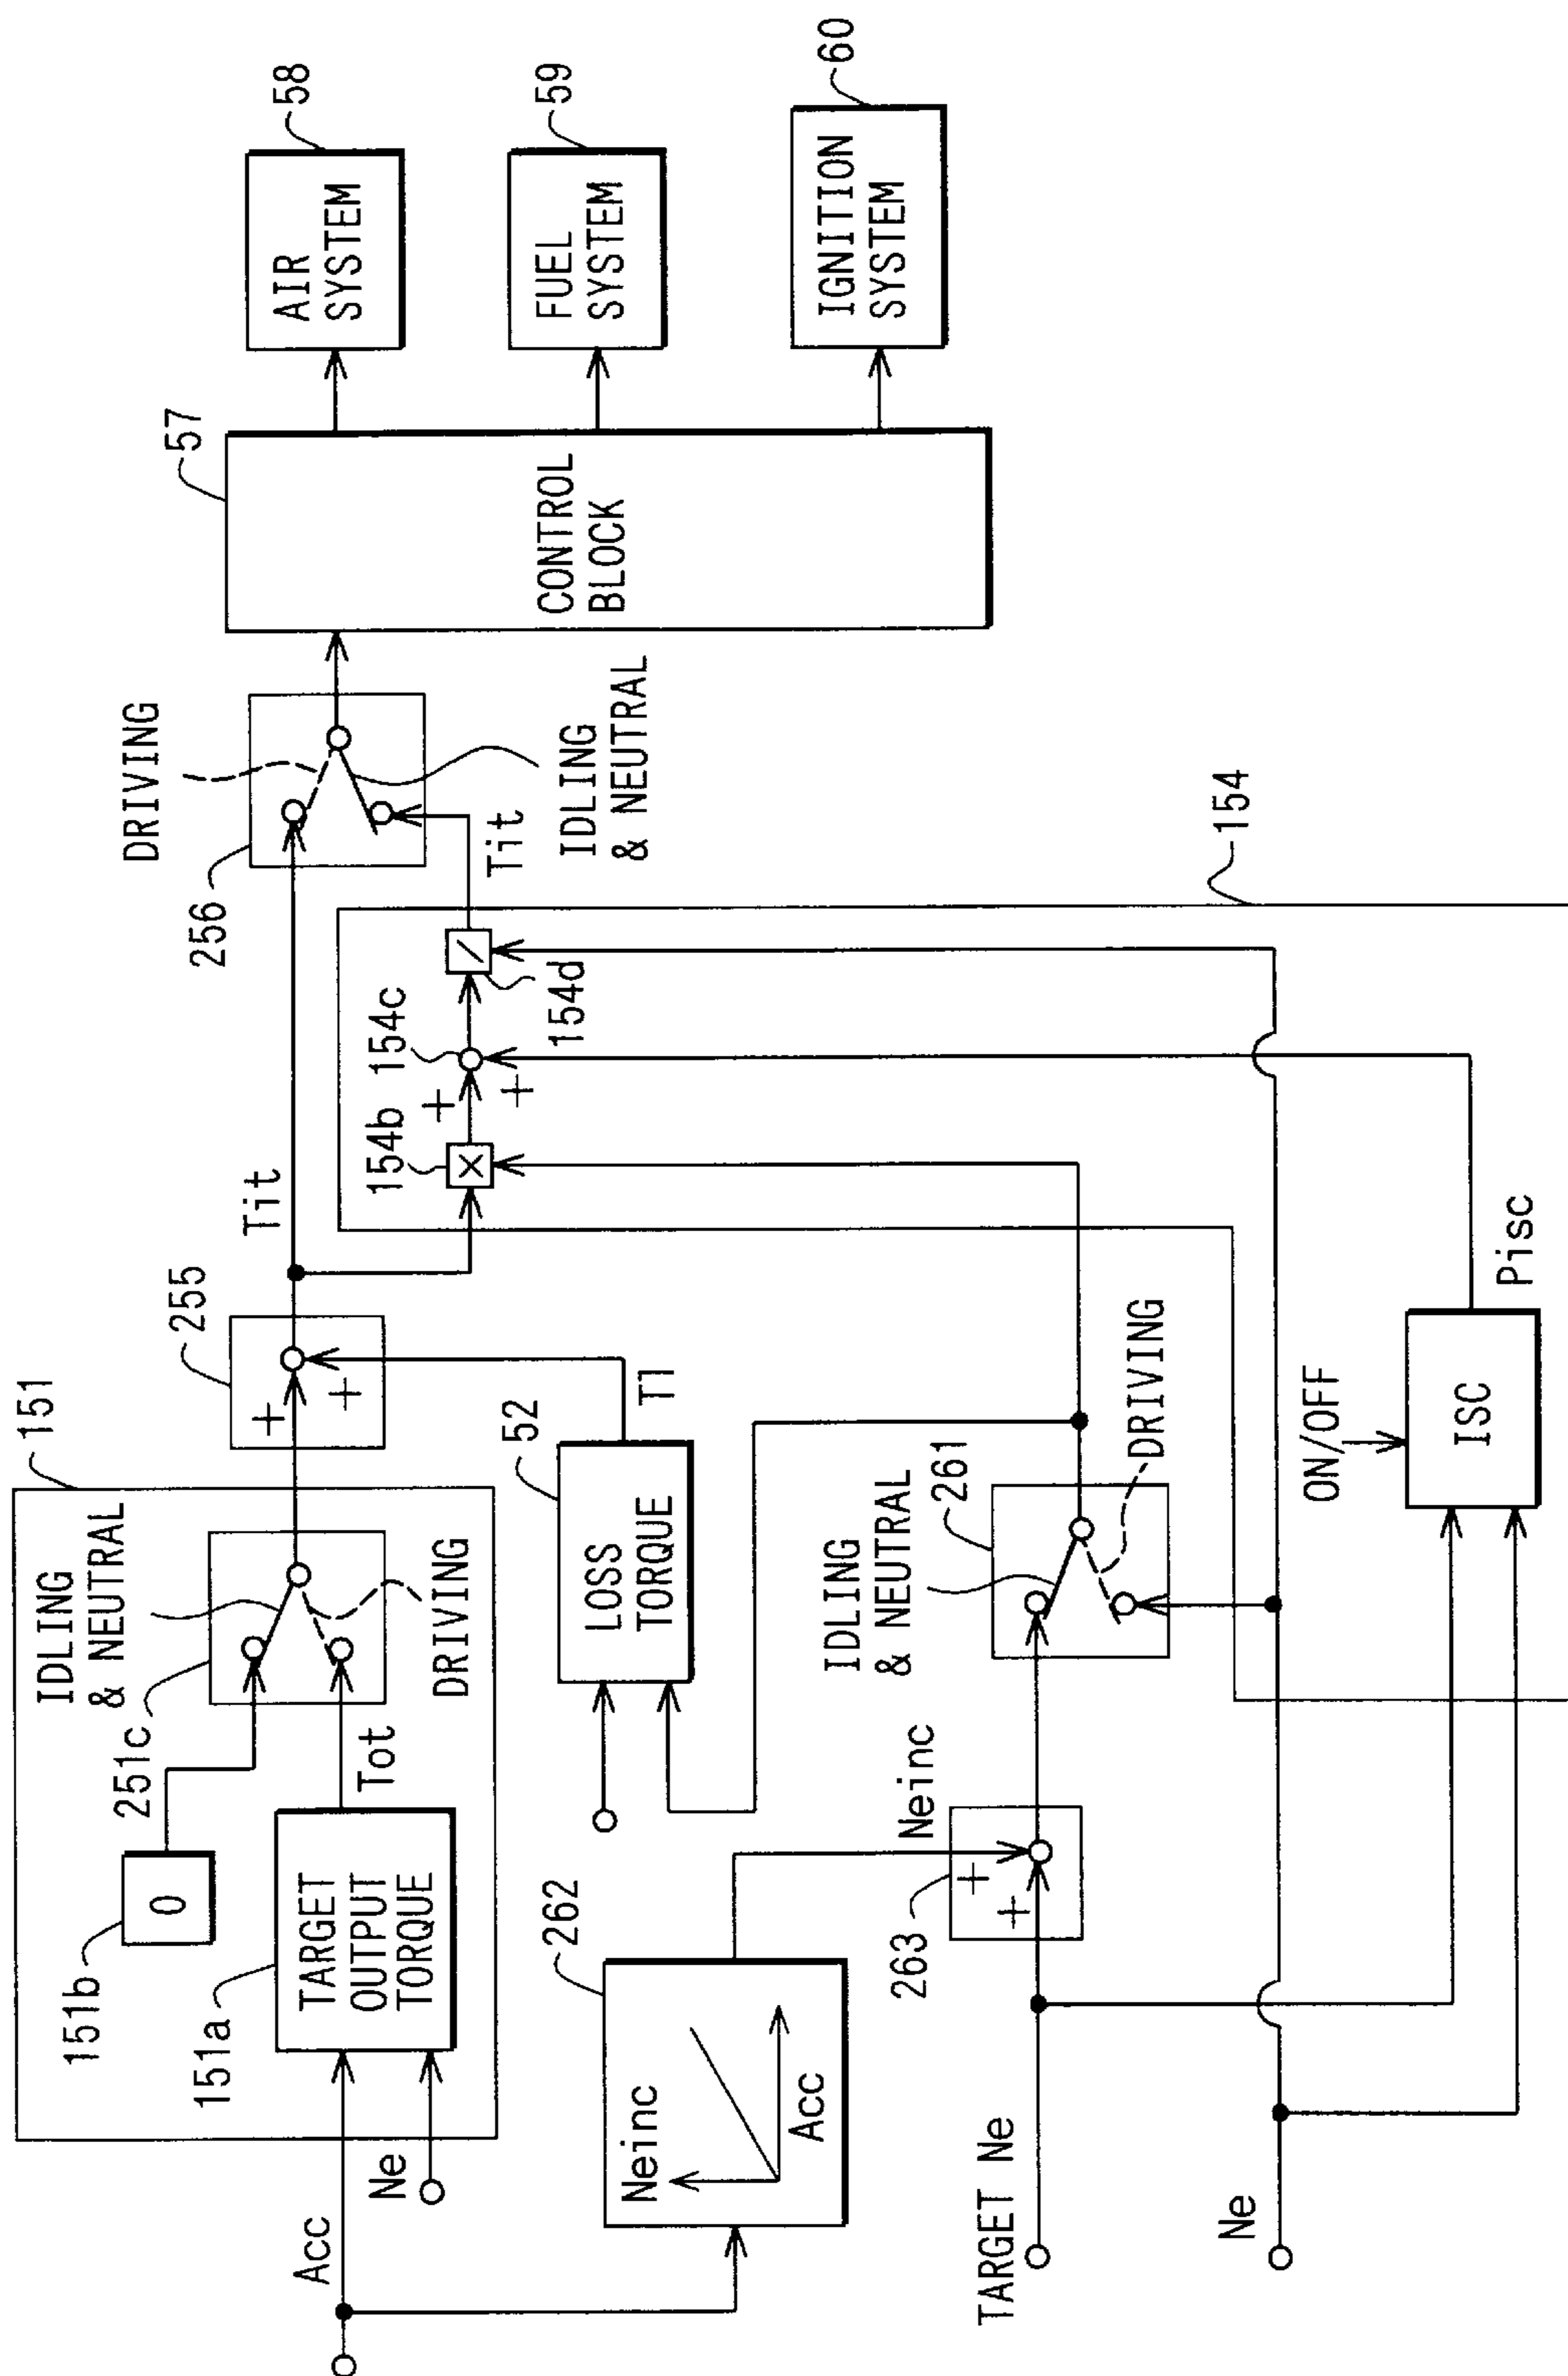 151
IDLING
& NEUTRAL
251c
151b
0
151a
TARGET
OUTPUT
TORQUE
Tot
DRIVING
Acc
Ne
255
+
+
Tit
256
DRIVING
IDLING
& NEUTRAL
Tit
57
CONTROL
BLOCK
AIR
SYSTEM
58
FUEL
SYSTEM
59
IGNITION
SYSTEM
60
52
LOSS
TORQUE
Tl
154b
×
+
+
154c
/
154d
154
262
Neinc
Acc
Neinc
263
+
+
IDLING
& NEUTRAL
261
DRIVING
TARGET Ne
Ne
ON/OFF
ISC
Pisc